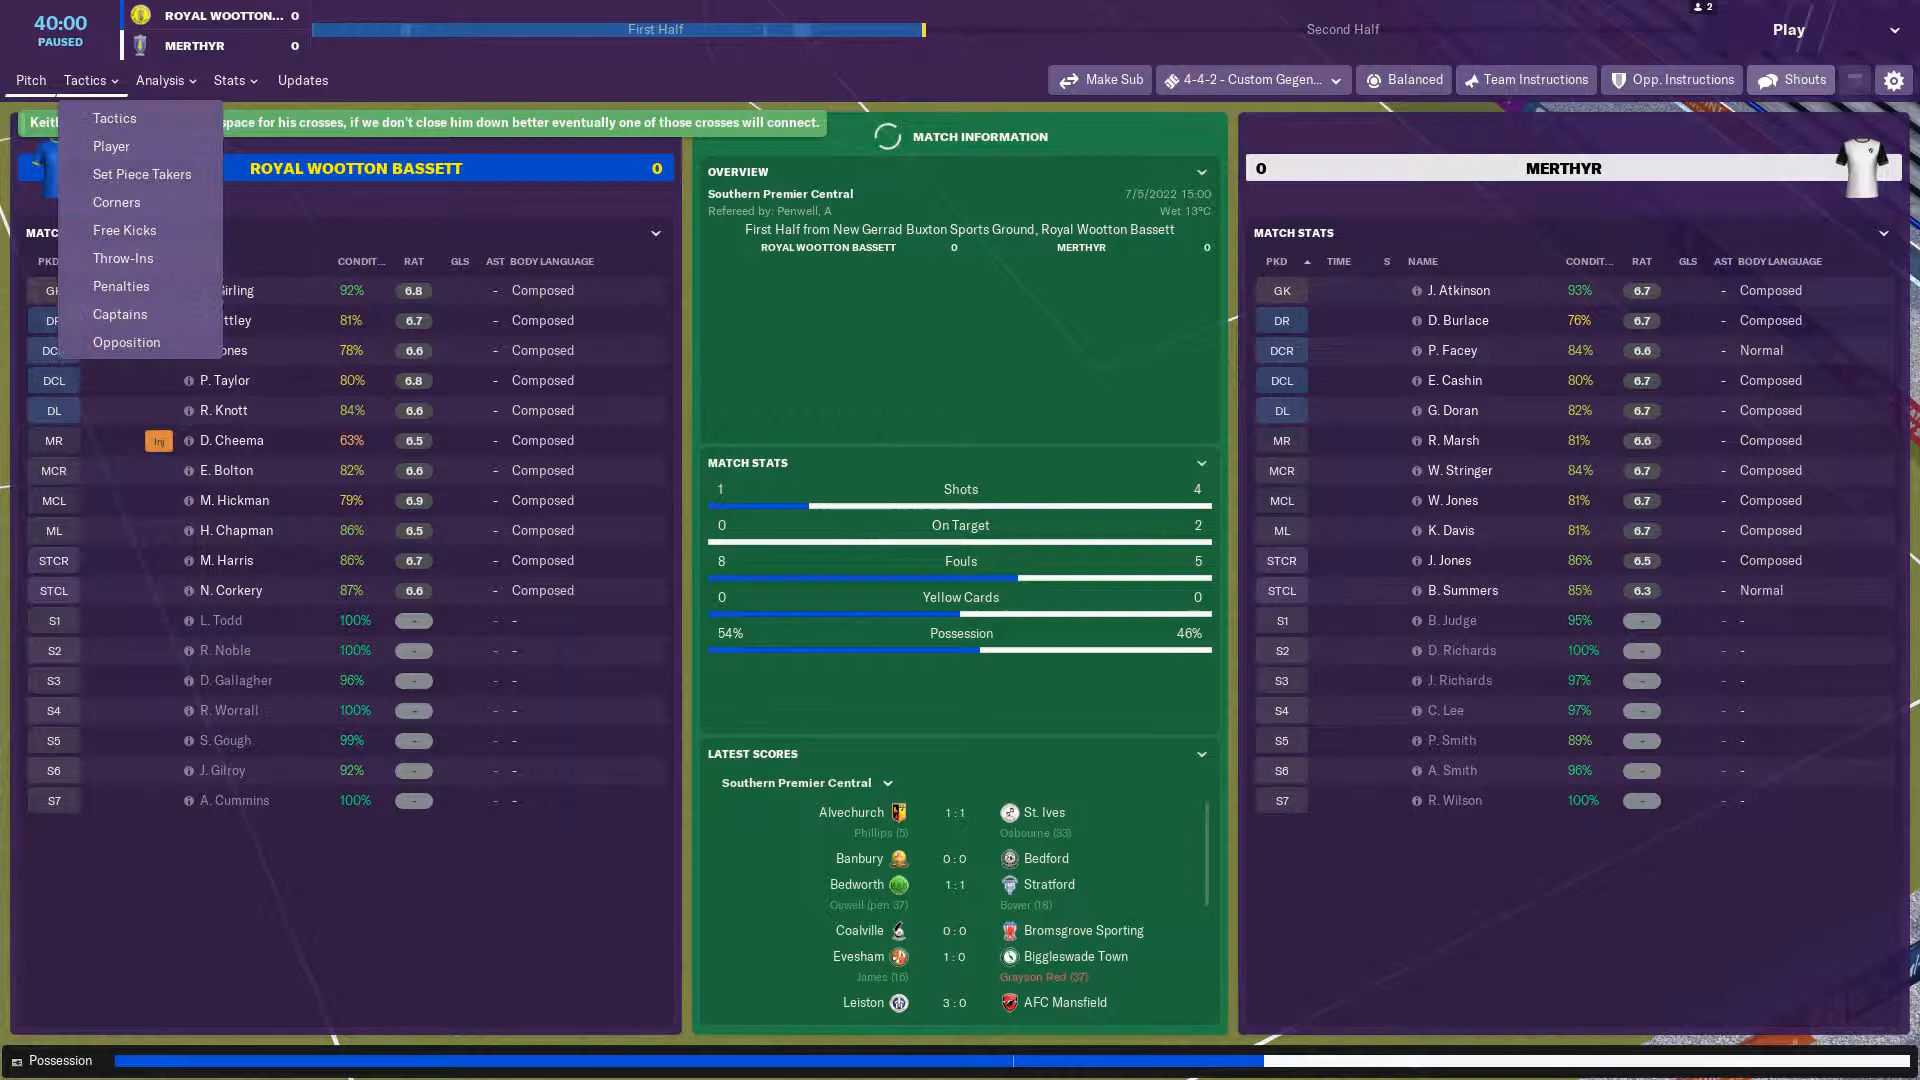 40:00
PAUSED
ROYAL WOOTTON... 0
MERTHYR 0
First Half
Second Half
2
Play
Pitch Tactics Analysis Stats Updates
Make Sub 4-4-2 - Custom Gegen... Balanced Team Instructions Opp. Instructions Shouts
Tactics
Player
Set Piece Takers
Corners
Free Kicks
Throw-Ins
Penalties
Captains
Opposition
space for his crosses, if we don't close him down better eventually one of those crosses will connect.
ROYAL WOOTTON BASSETT 0
CONDIT... RAT GLS AST BODY LANGUAGE
92% 6.8 - Composed
81% 6.7 - Composed
78% 6.6 - Composed
DCL P. Taylor 80% 6.8 - Composed
DL R. Knott 84% 6.6 - Composed
MR Inj D. Cheema 63% 6.5 - Composed
MCR E. Bolton 82% 6.6 - Composed
MCL M. Hickman 79% 6.9 - Composed
ML H. Chapman 86% 6.5 - Composed
STCR M. Harris 86% 6.7 - Composed
STCL N. Corkery 87% 6.6 - Composed
S1 L. Todd 100% - - -
S2 R. Noble 100% - - -
S3 D. Gallagher 96% - - -
S4 R. Worrall 100% - - -
S5 S. Gough 99% - - -
S6 J. Gilroy 92% - - -
S7 A. Cummins 100% - - -
MATCH INFORMATION
OVERVIEW
Southern Premier Central 7/5/2022 15:00
Refereed by: Penwell, A Wet 13°C
First Half from New Gerrad Buxton Sports Ground, Royal Wootton Bassett
ROYAL WOOTTON BASSETT 0 MERTHYR 0
MATCH STATS
1 Shots 4
0 On Target 2
8 Fouls 5
0 Yellow Cards 0
54% Possession 46%
LATEST SCORES
Southern Premier Central
Alvechurch 1 : 1 St. Ives
Phillips (5) Osbourne (33)
Banbury 0 : 0 Bedford
Bedworth 1 : 1 Stratford
Oswell (pen 37) Bower (18)
Coalville 0 : 0 Bromsgrove Sporting
Evesham 1 : 0 Biggleswade Town
James (16) Grayson Red (37)
Leiston 3 : 0 AFC Mansfield
0 MERTHYR
MATCH STATS
PKD TIME S NAME CONDIT... RAT GLS AST BODY LANGUAGE
GK J. Atkinson 93% 6.7 - Composed
DR D. Burlace 76% 6.7 - Composed
DCR P. Facey 84% 6.6 - Normal
DCL E. Cashin 80% 6.7 - Composed
DL G. Doran 82% 6.7 - Composed
MR R. Marsh 81% 6.6 - Composed
MCR W. Stringer 84% 6.7 - Composed
MCL W. Jones 81% 6.7 - Composed
ML K. Davis 81% 6.7 - Composed
STCR J. Jones 86% 6.5 - Composed
STCL B. Summers 85% 6.3 - Normal
S1 B. Judge 95% - - -
S2 D. Richards 100% - - -
S3 J. Richards 97% - - -
S4 C. Lee 97% - - -
S5 P. Smith 89% - - -
S6 A. Smith 96% - - -
S7 R. Wilson 100% - - -
Possession